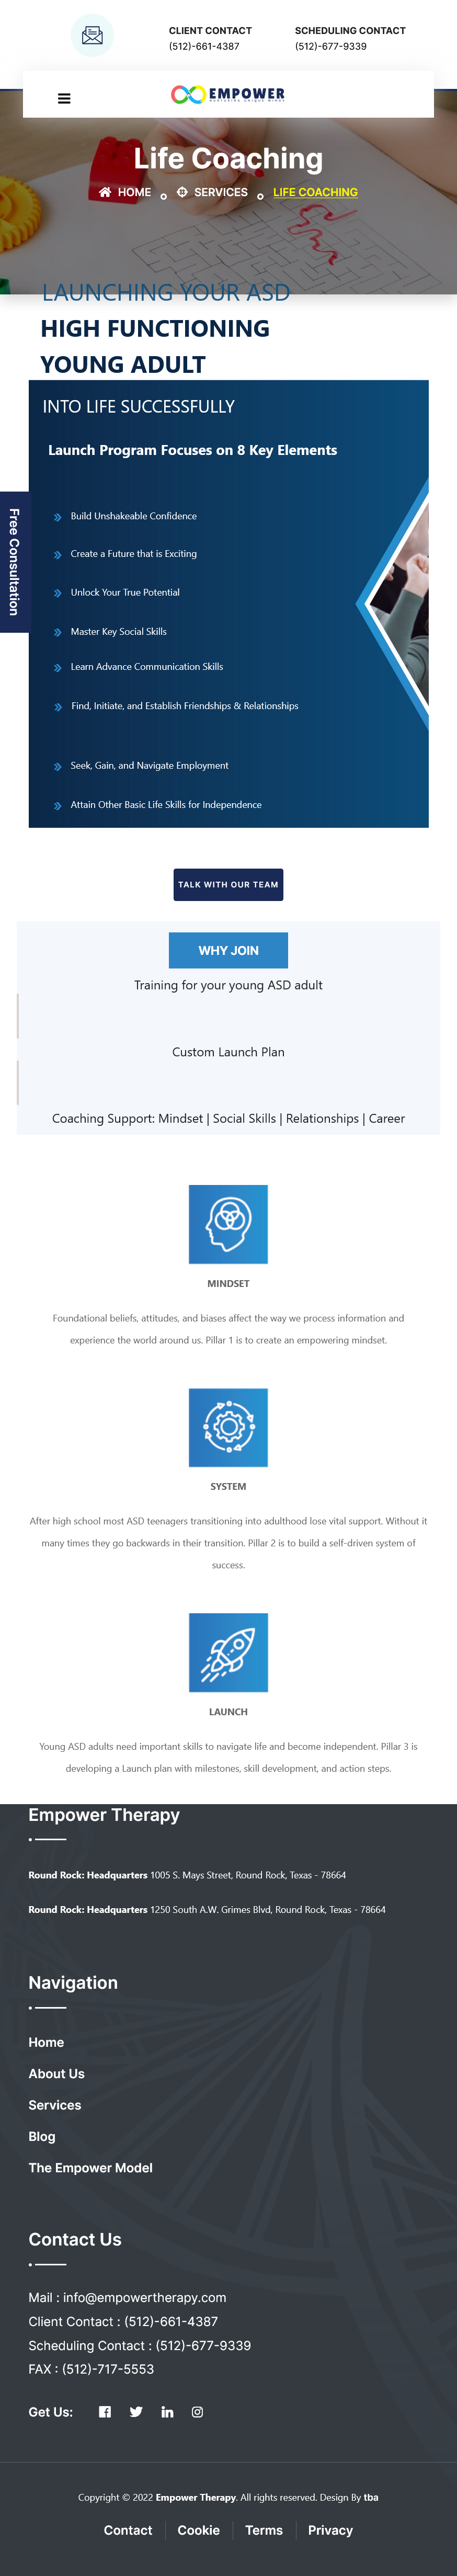 CLIENT CONTACT
(512)-661-4387
SCHEDULING CONTACT
(512)-677-9339
EMPOWER
NURTURING UNIQUE MINDS
Life Coaching
HOME
SERVICES
LIFE COACHING
LAUNCHING YOUR ASD
HIGH FUNCTIONING
YOUNG ADULT
INTO LIFE SUCCESSFULLY
Launch Program Focuses on 8 Key Elements
Free Consultation
Build Unshakeable Confidence
Create a Future that is Exciting
Unlock Your True Potential
Master Key Social Skills
Learn Advance Communication Skills
Find, Initiate, and Establish Friendships & Relationships
Seek, Gain, and Navigate Employment
Attain Other Basic Life Skills for Independence
TALK WITH OUR TEAM
WHY JOIN
Training for your young ASD adult
Custom Launch Plan
Coaching Support: Mindset | Social Skills | Relationships | Career
MINDSET
Foundational beliefs, attitudes, and biases affect the way we process information and
experience the world around us. Pillar 1 is to create an empowering mindset.
SYSTEM
After high school most ASD teenagers transitioning into adulthood lose vital support. Without it
many times they go backwards in their transition. Pillar 2 is to build a self-driven system of
success.
LAUNCH
Young ASD adults need important skills to navigate life and become independent. Pillar 3 is
developing a Launch plan with milestones, skill development, and action steps.
Empower Therapy
Round Rock: Headquarters 1005 S. Mays Street, Round Rock, Texas - 78664
Round Rock: Headquarters 1250 South A.W. Grimes Blvd, Round Rock, Texas - 78664
Navigation
Home
About Us
Services
Blog
The Empower Model
Contact Us
Mail : info@empowertherapy.com
Client Contact : (512)-661-4387
Scheduling Contact : (512)-677-9339
FAX : (512)-717-5553
Get Us:
Copyright © 2022 Empower Therapy. All rights reserved. Design By tba
Contact
Cookie
Terms
Privacy